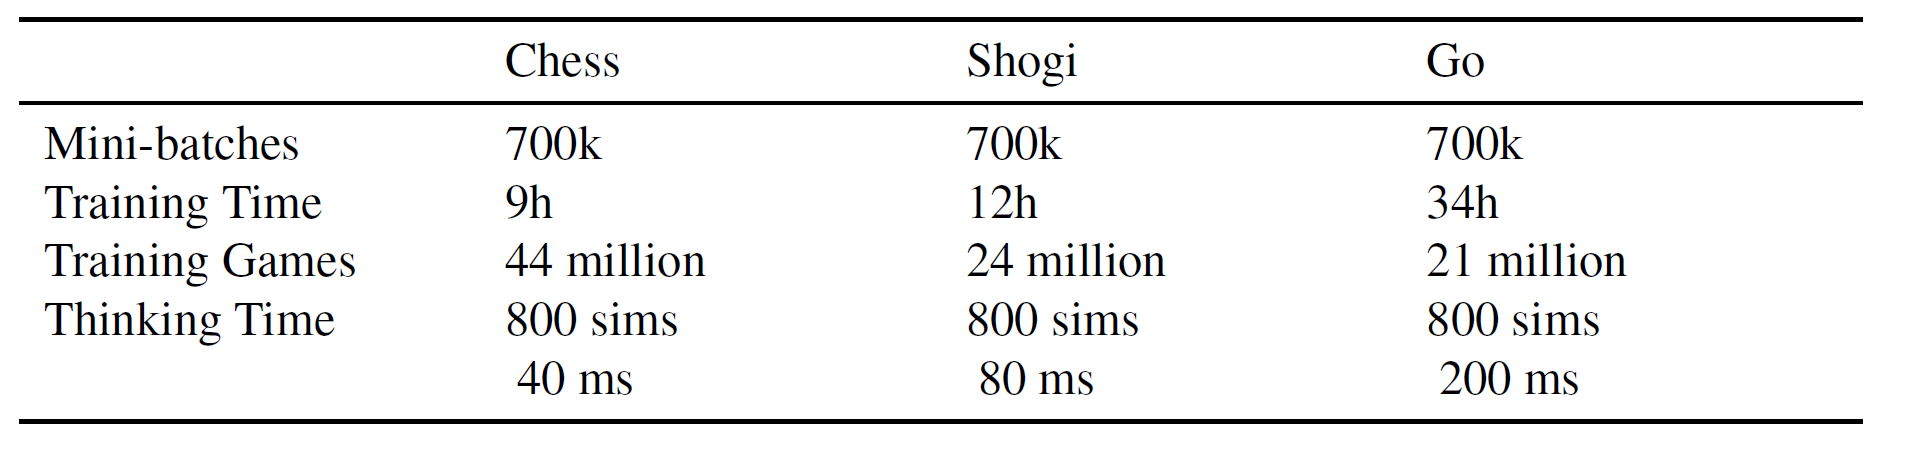 Chess Shogi Go
Mini-batches 700k 700k 700k
Training Time 9h 12h 34h
Training Games 44 million 24 million 21 million
Thinking Time 800 sims 800 sims 800 sims
40 ms 80 ms 200 ms